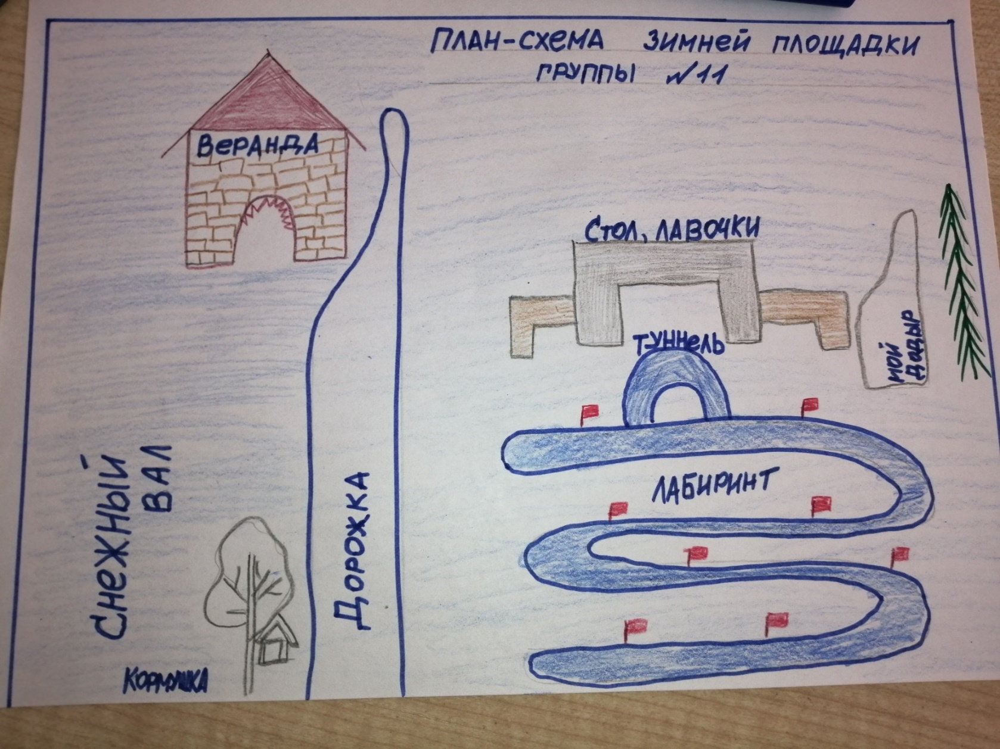 ПЛАН-СХЕМА ЗИМНЕЙ ПЛОЩАДКИ
ГРУППЫ №11
ВЕРАНДА
СТОЛ, ЛАВОЧКИ
ТУННЕЛЬ
МОЙ
ДОДЫР
ЛАБИРИНТ
СНЕЖНЫЙ
ВАЛ
ДОРОЖКА
КОРМУШКА